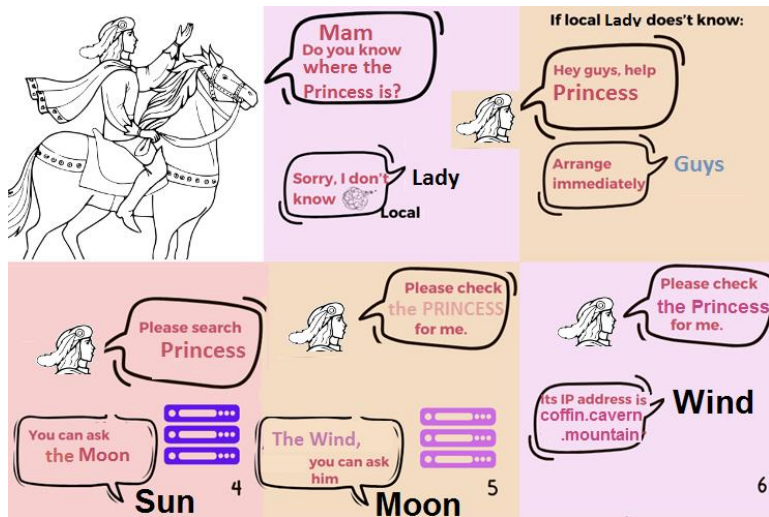 Mam
Do you know
where the
Princess is?
Sorry, I don't
know
Lady
Local
If local Lady does't know:
Hey guys, help
Princess
Arrange
immediately
Guys
Please search
Princess
You can ask
the Moon
Sun
4
Please check
the PRINCESS
for me.
The Wind,
you can ask
him
Moon
5
Please check
the Princess
for me.
Its IP address is
coffin.cavern
.mountain
Wind
6